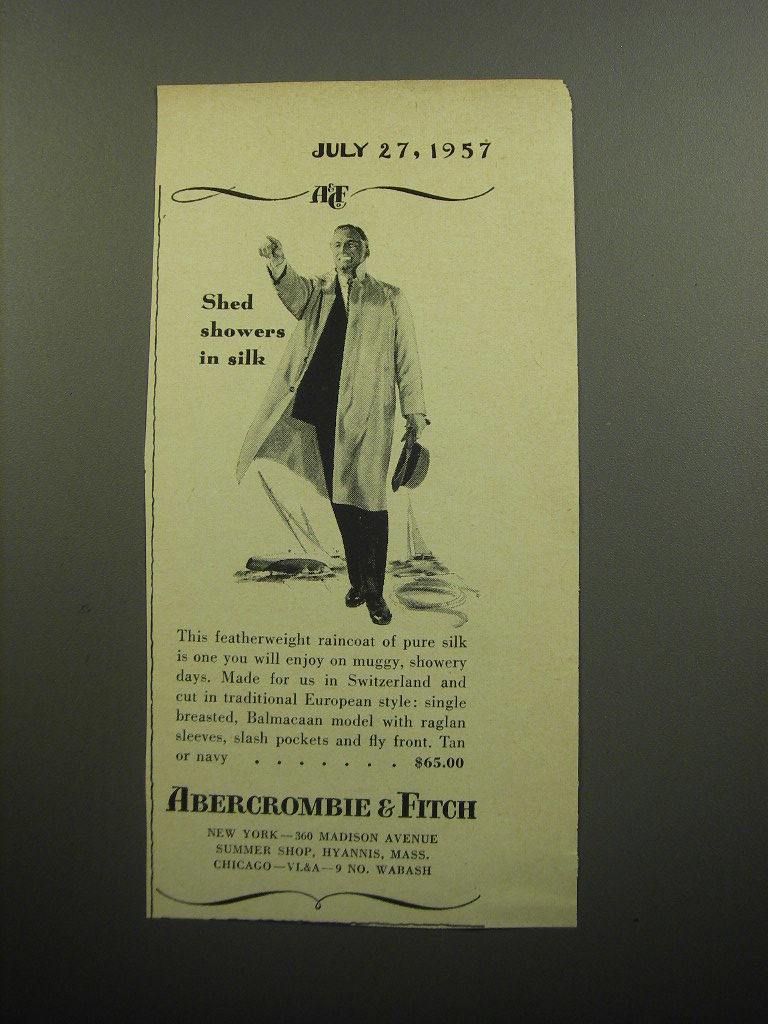 JULY 27, 1957
A&F Co
Shed
showers
in silk
This featherweight raincoat of pure silk
is one you will enjoy on muggy, showery
days. Made for us in Switzerland and
cut in traditional European style: single
breasted, Balmacaan model with raglan
sleeves, slash pockets and fly front. Tan
or navy . . . . . . . $65.00
ABERCROMBIE & FITCH
NEW YORK—360 MADISON AVENUE
SUMMER SHOP, HYANNIS, MASS.
CHICAGO—VL&A—9 NO. WABASH